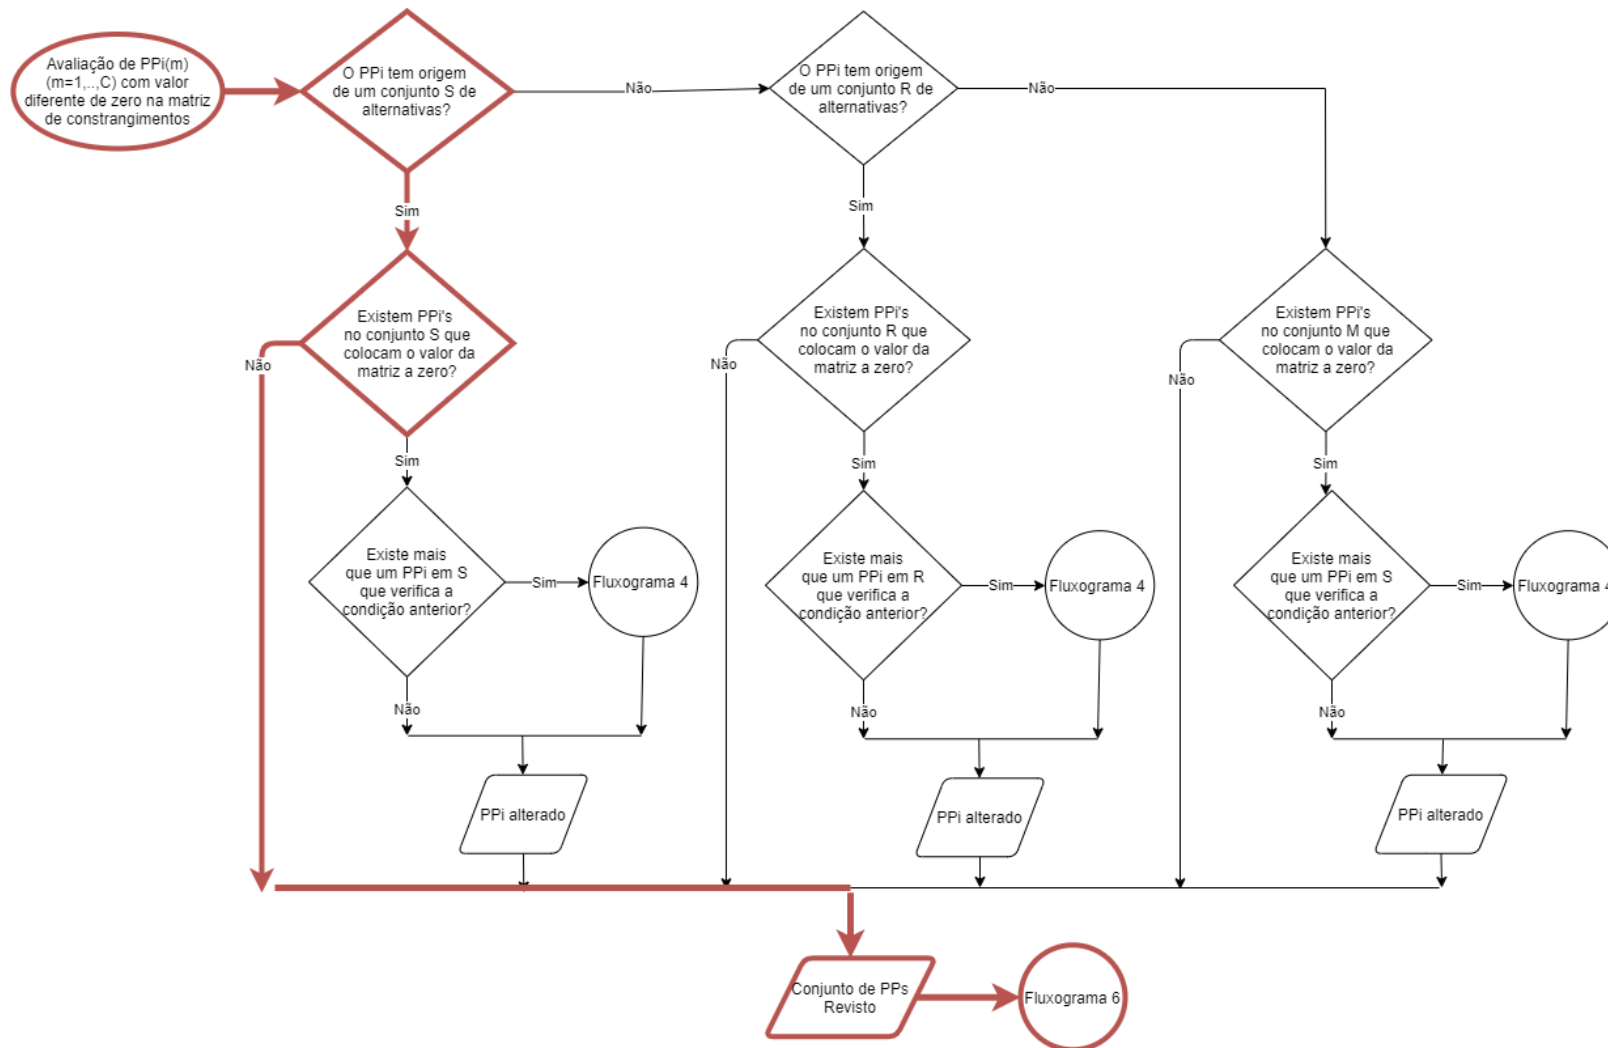 Avaliação de PPi(m)
(m=1,..,C) com valor
diferente de zero na matriz
de constrangimentos
O PPi tem origem
de um conjunto S de
alternativas?
Não
O PPi tem origem
de um conjunto R de
alternativas?
Não
Sim
Sim
Existem PPi's
no conjunto S que
colocam o valor da
matriz a zero?
Não
Existem PPi's
no conjunto R que
colocam o valor da
matriz a zero?
Não
Existem PPi's
no conjunto M que
colocam o valor da
matriz a zero?
Não
Sim
Sim
Sim
Existe mais
que um PPi em S
que verifica a
condição anterior?
Sim
Fluxograma 4
Existe mais
que um PPi em R
que verifica a
condição anterior?
Sim
Fluxograma 4
Existe mais
que um PPi em S
que verifica a
condição anterior?
Sim
Fluxograma 4
Não
Não
Não
PPi alterado
PPi alterado
PPi alterado
Conjunto de PPs
Revisto
Fluxograma 6